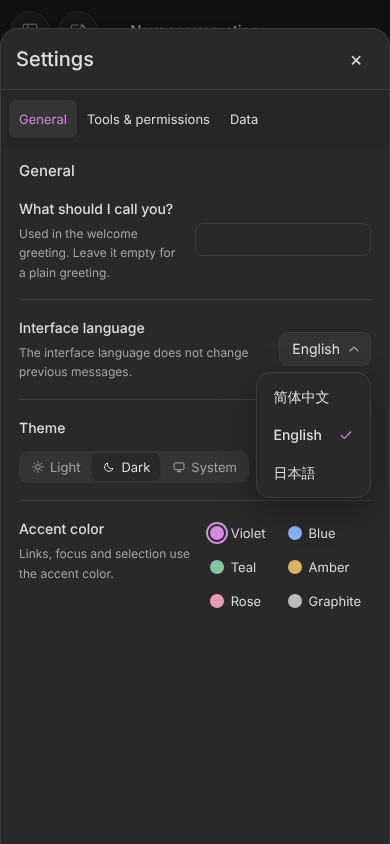 Settings
General
Tools & permissions
Data
General
What should I call you?
Used in the welcome
greeting. Leave it empty for
a plain greeting.
Interface language
The interface language does not change
previous messages.
English
简体中文
English
日本語
Theme
Light
Dark
System
Accent color
Links, focus and selection use
the accent color.
Violet
Blue
Teal
Amber
Rose
Graphite